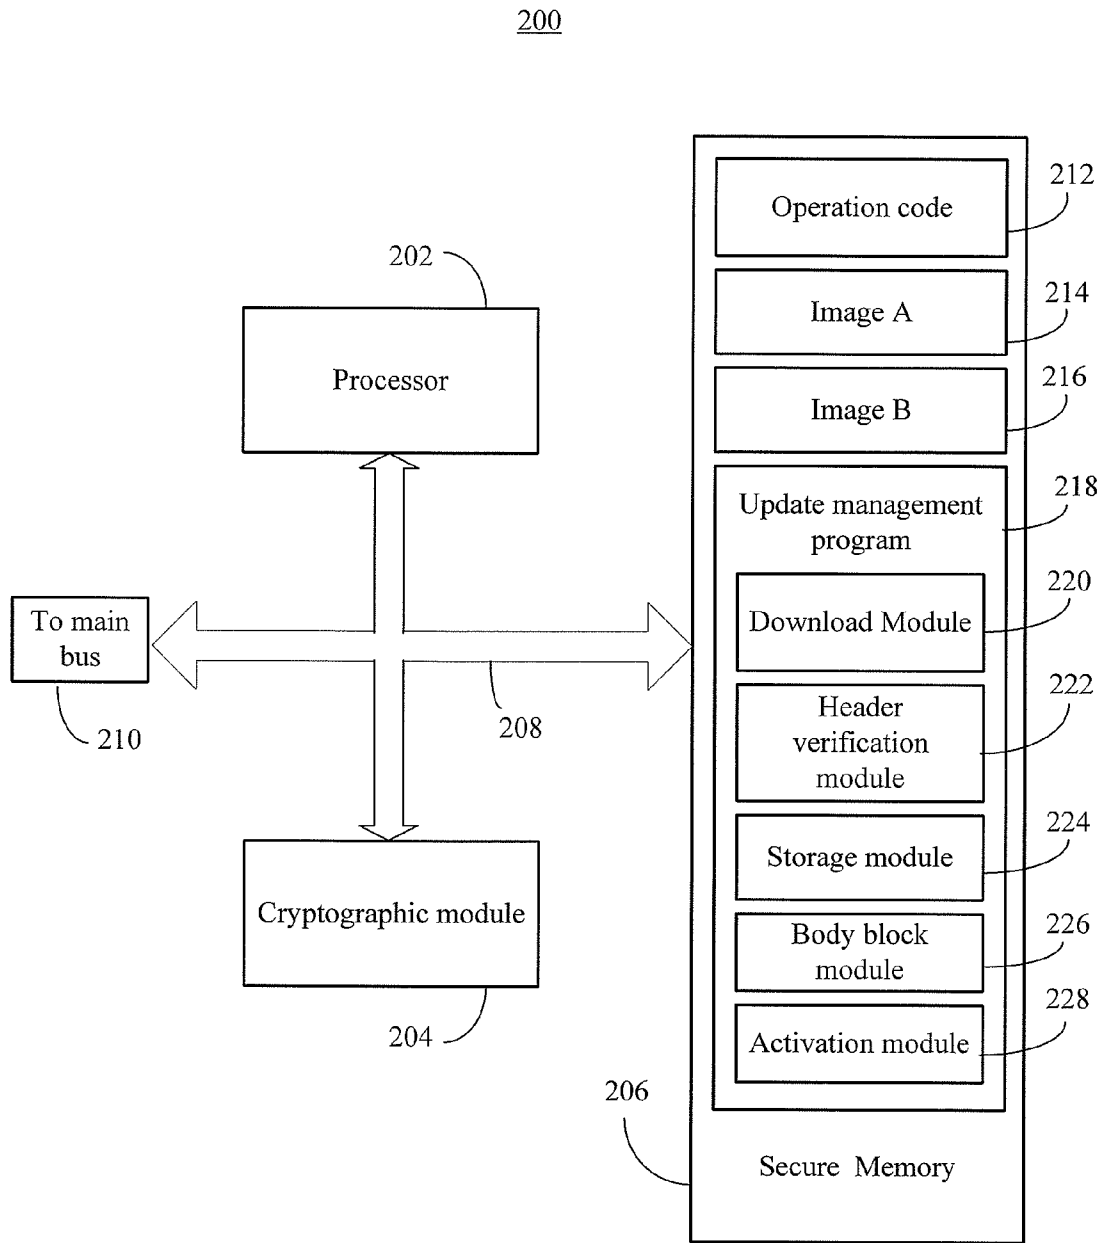 200
212
Operation code
202
214
Image A
Processor
216
Image B
218
Update management
program
220
To main
bus
Download Module
222
210
208
Header
verification
module
224
Storage module
Cryptographic module
226
Body block
module
228
204
Activation module
206
Secure Memory